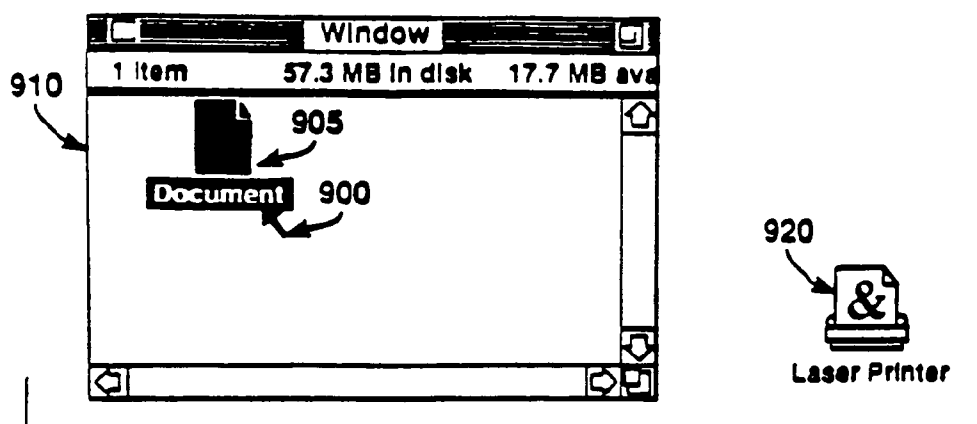 Window
1 item 57.3 MB in disk 17.7 MB ava
910
905
Document
900
920
&
Laser Printer